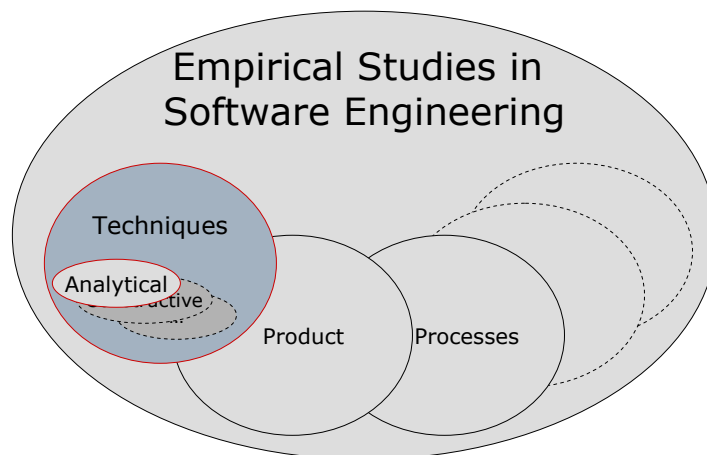 Empirical Studies in
Software Engineering
Techniques
Analytical
Product
Processes